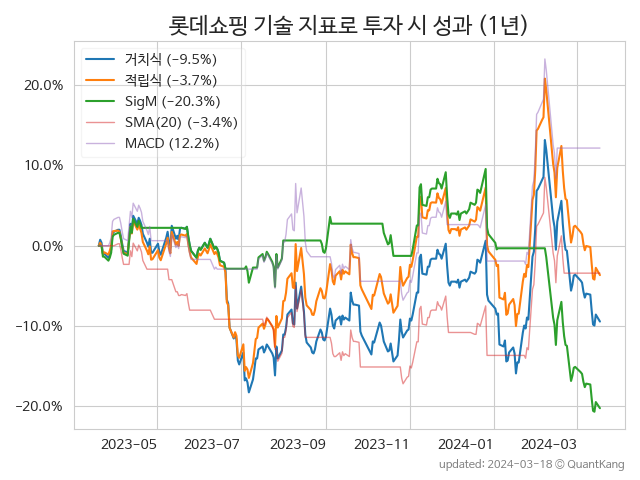 롯데쇼핑 기술 지표로 투자 시 성과 (1년)
거치식 (-9.5%)
적립식 (-3.7%)
SigM (-20.3%)
SMA(20) (-3.4%)
MACD (12.2%)
20.0%
10.0%
0.0%
-10.0%
-20.0%
2023-05 2023-07 2023-09 2023-11 2024-01 2024-03
updated: 2024-03-18 © QuantKang